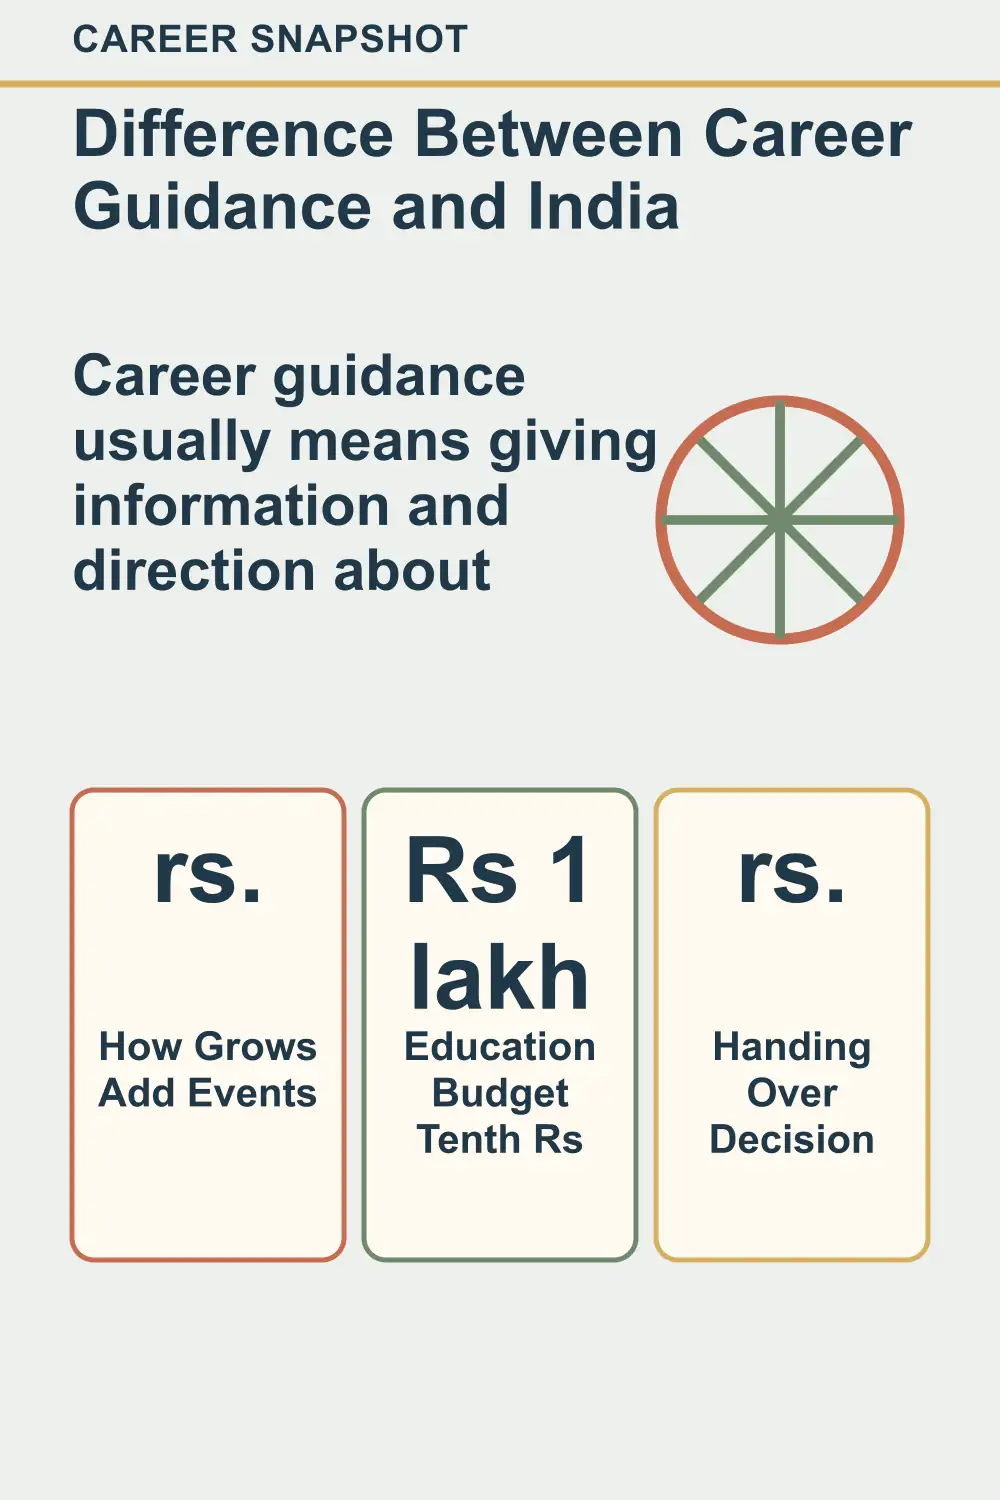 CAREER SNAPSHOT
Difference Between Career
Guidance and India
Career guidance
usually means giving
information and
direction about
rs.
How Grows
Add Events
Rs 1
lakh
Education
Budget
Tenth Rs
rs.
Handing
Over
Decision